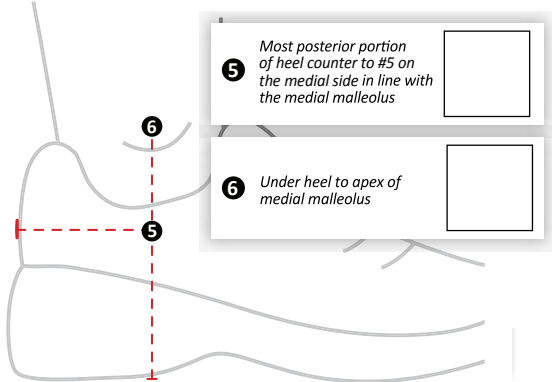 5
Most posterior portion
of heel counter to #5 on
the medial side in line with
the medial malleolus
6
Under heel to apex of
medial malleolus
6
5